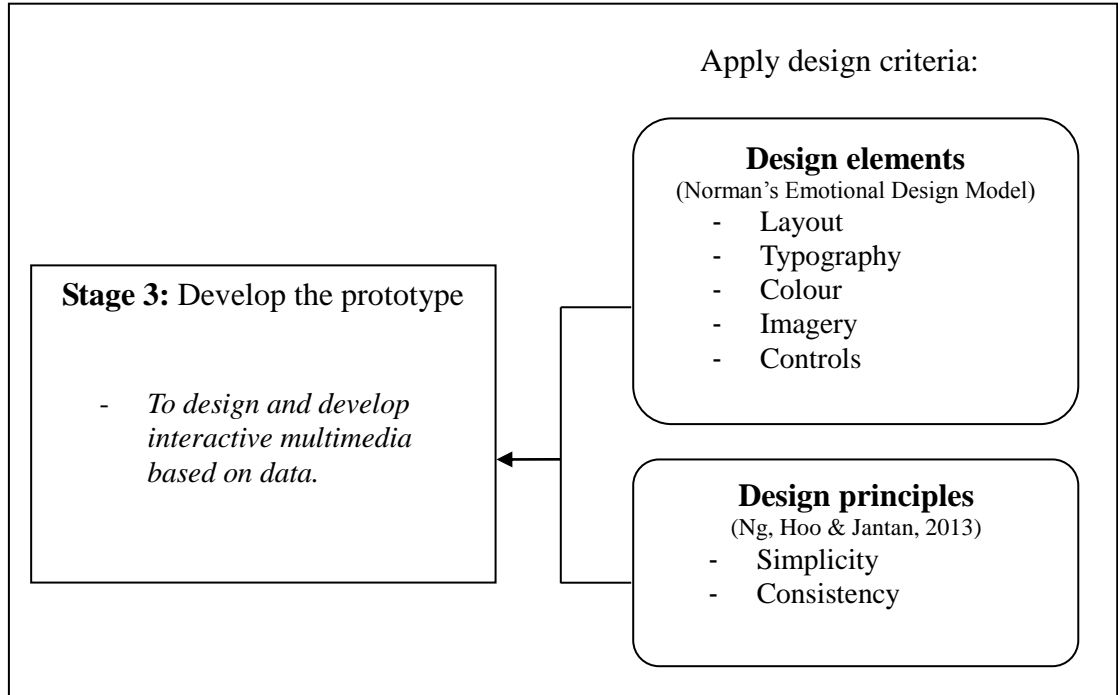 Apply design criteria:
Design elements
(Norman’s Emotional Design Model)
- Layout
- Typography
- Colour
- Imagery
- Controls
Stage 3: Develop the prototype
- To design and develop
interactive multimedia
based on data.
Design principles
(Ng, Hoo & Jantan, 2013)
- Simplicity
- Consistency